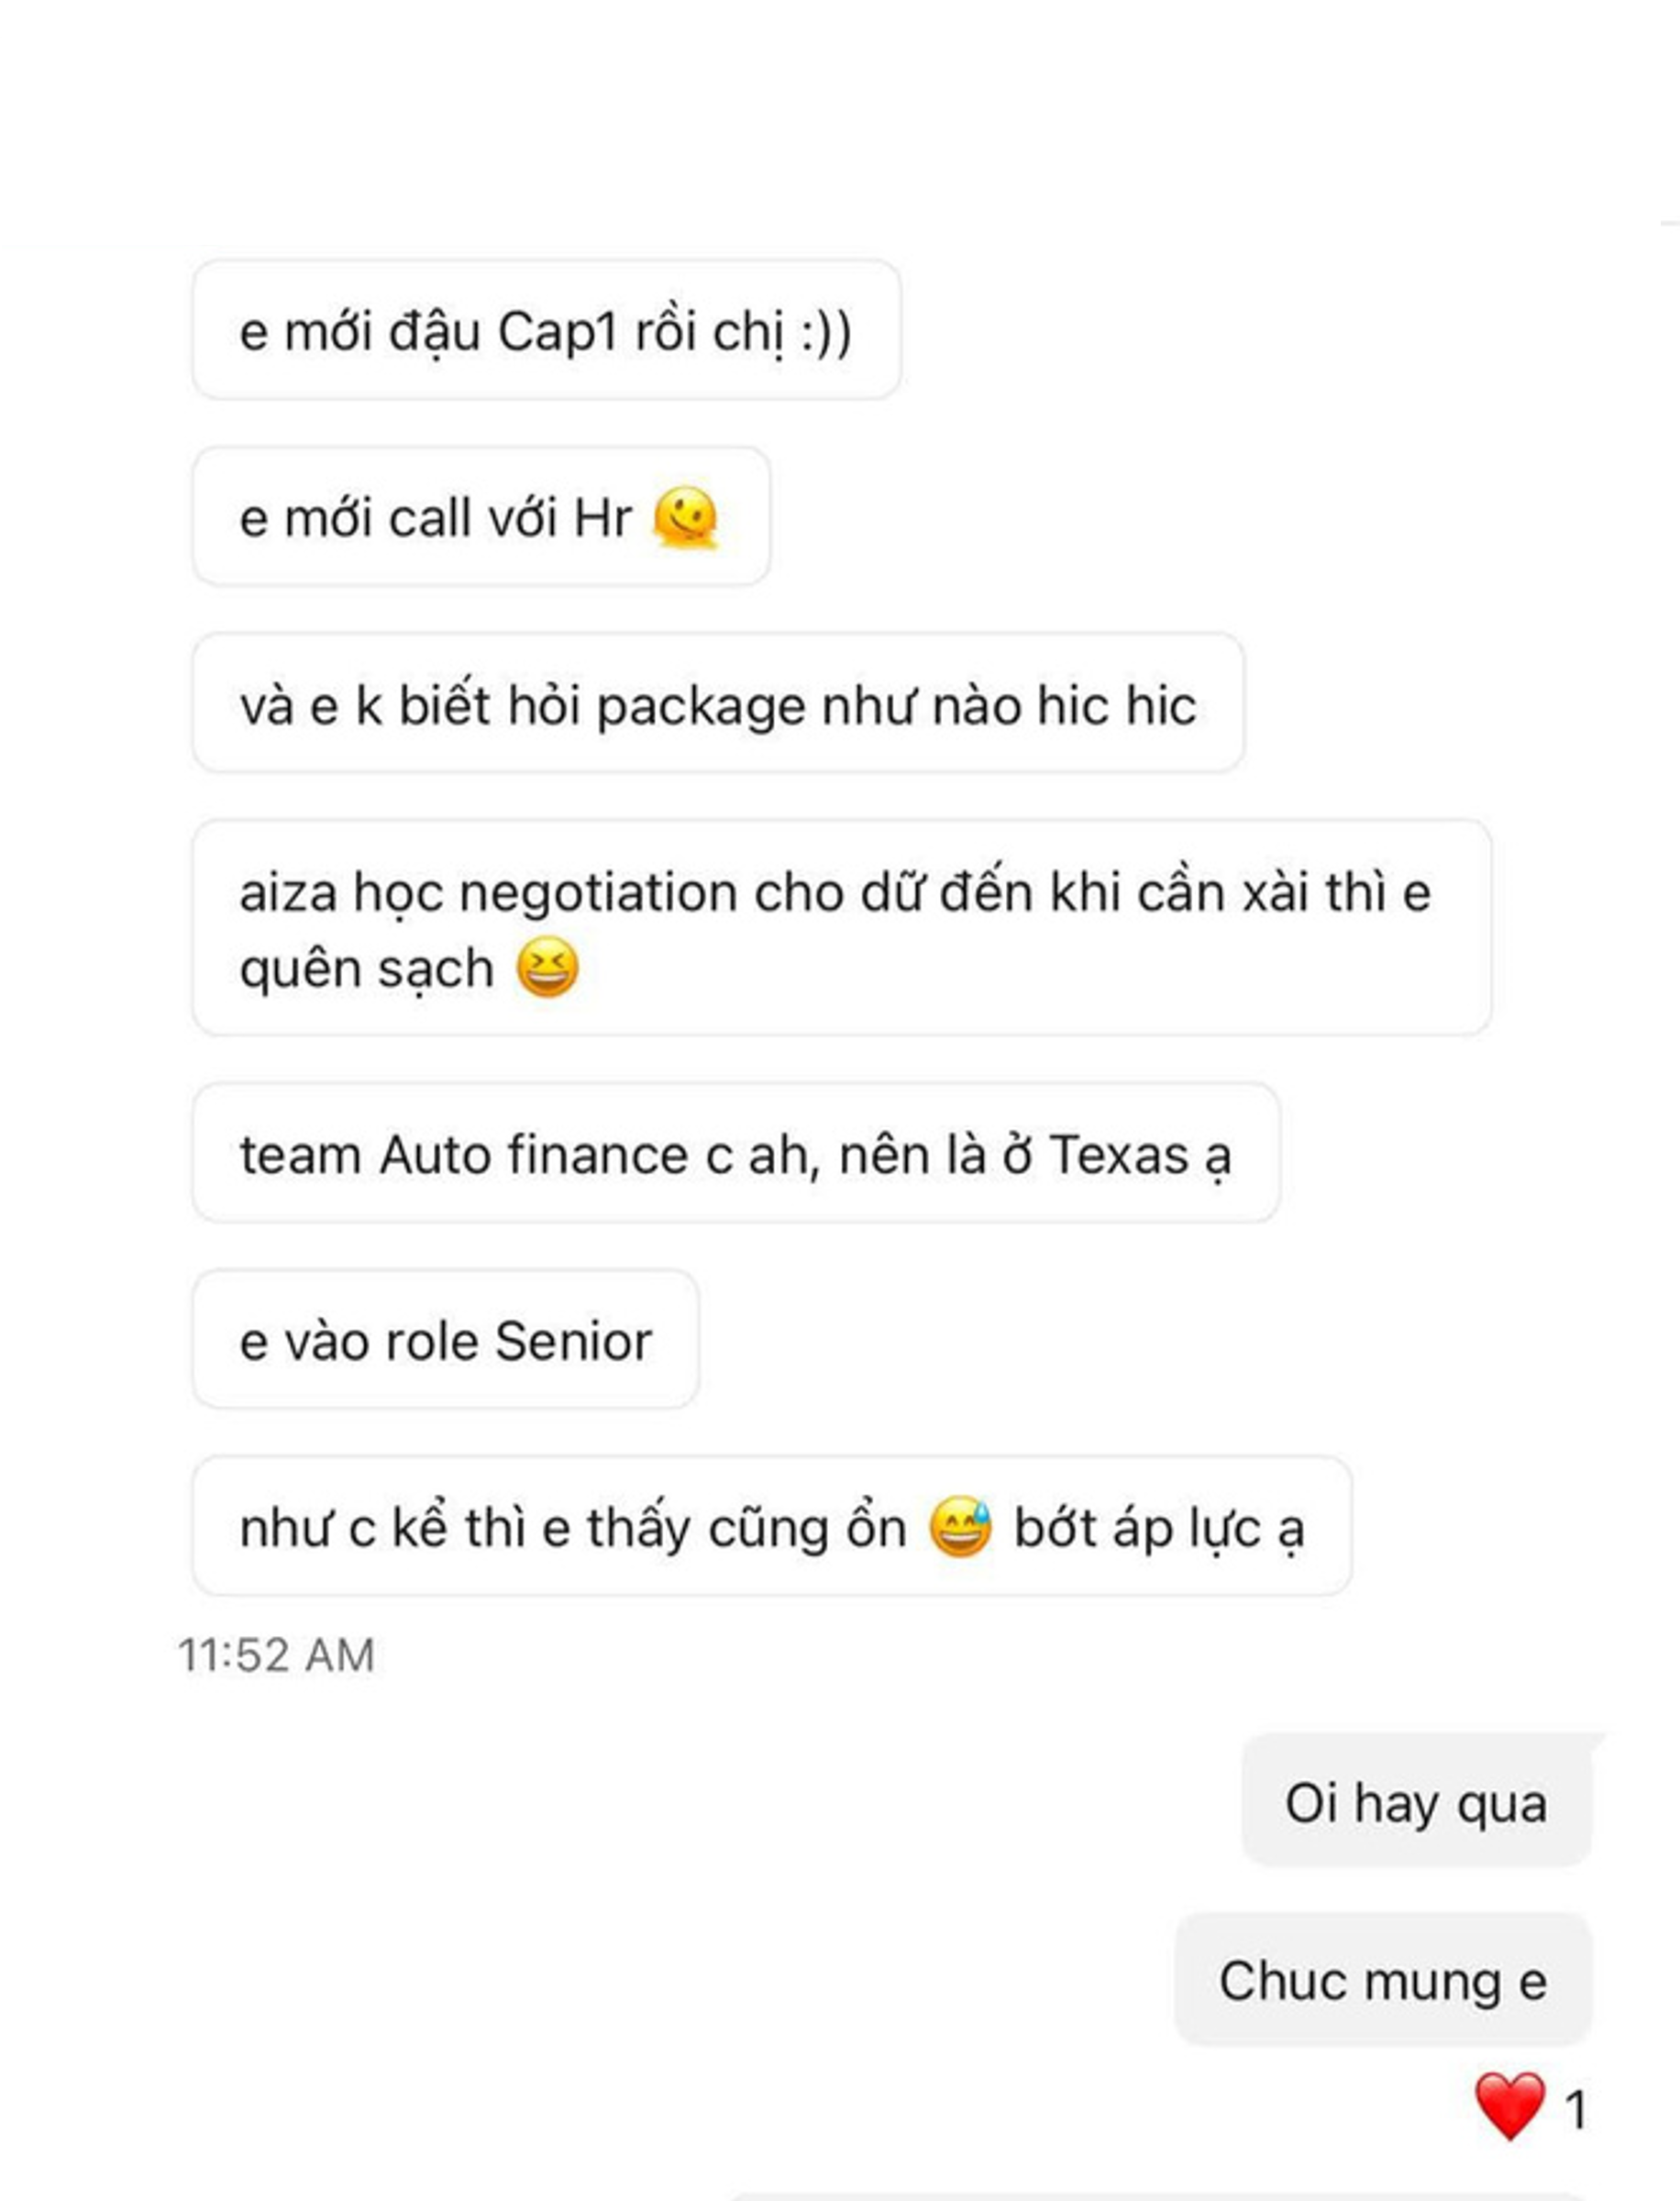 e mới đậu Cap1 rồi chị :))
e mới call với Hr 🫠
và e k biết hỏi package như nào hic hic
aiza học negotiation cho dữ đến khi cần xài thì e
quên sạch 😆
team Auto finance c ah, nên là ở Texas ạ
e vào role Senior
như c kể thì e thấy cũng ổn 😅 bớt áp lực ạ
11:52 AM
Oi hay qua
Chuc mung e
❤️ 1